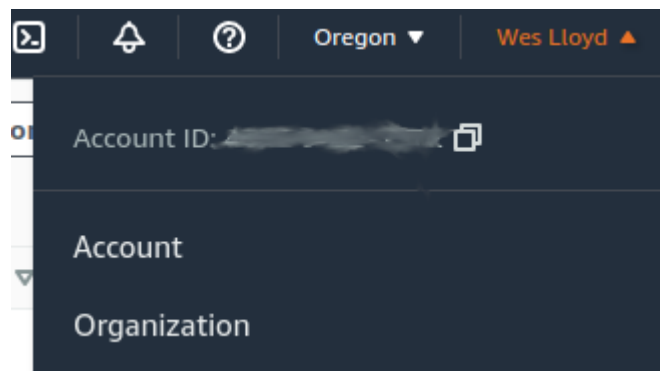 Oregon ▼ Wes Lloyd ▲
Account ID:
Account
Organization